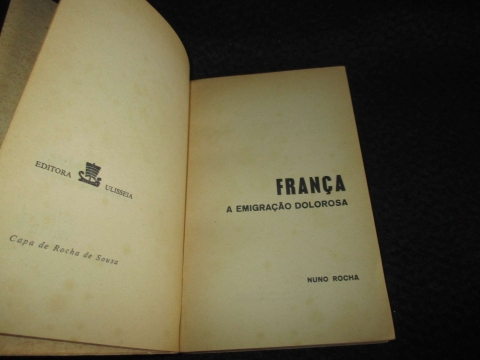 EDITORA ULISSEIA
Capa de Rocha de Sousa
FRANÇA
A EMIGRAÇÃO DOLOROSA
NUNO ROCHA